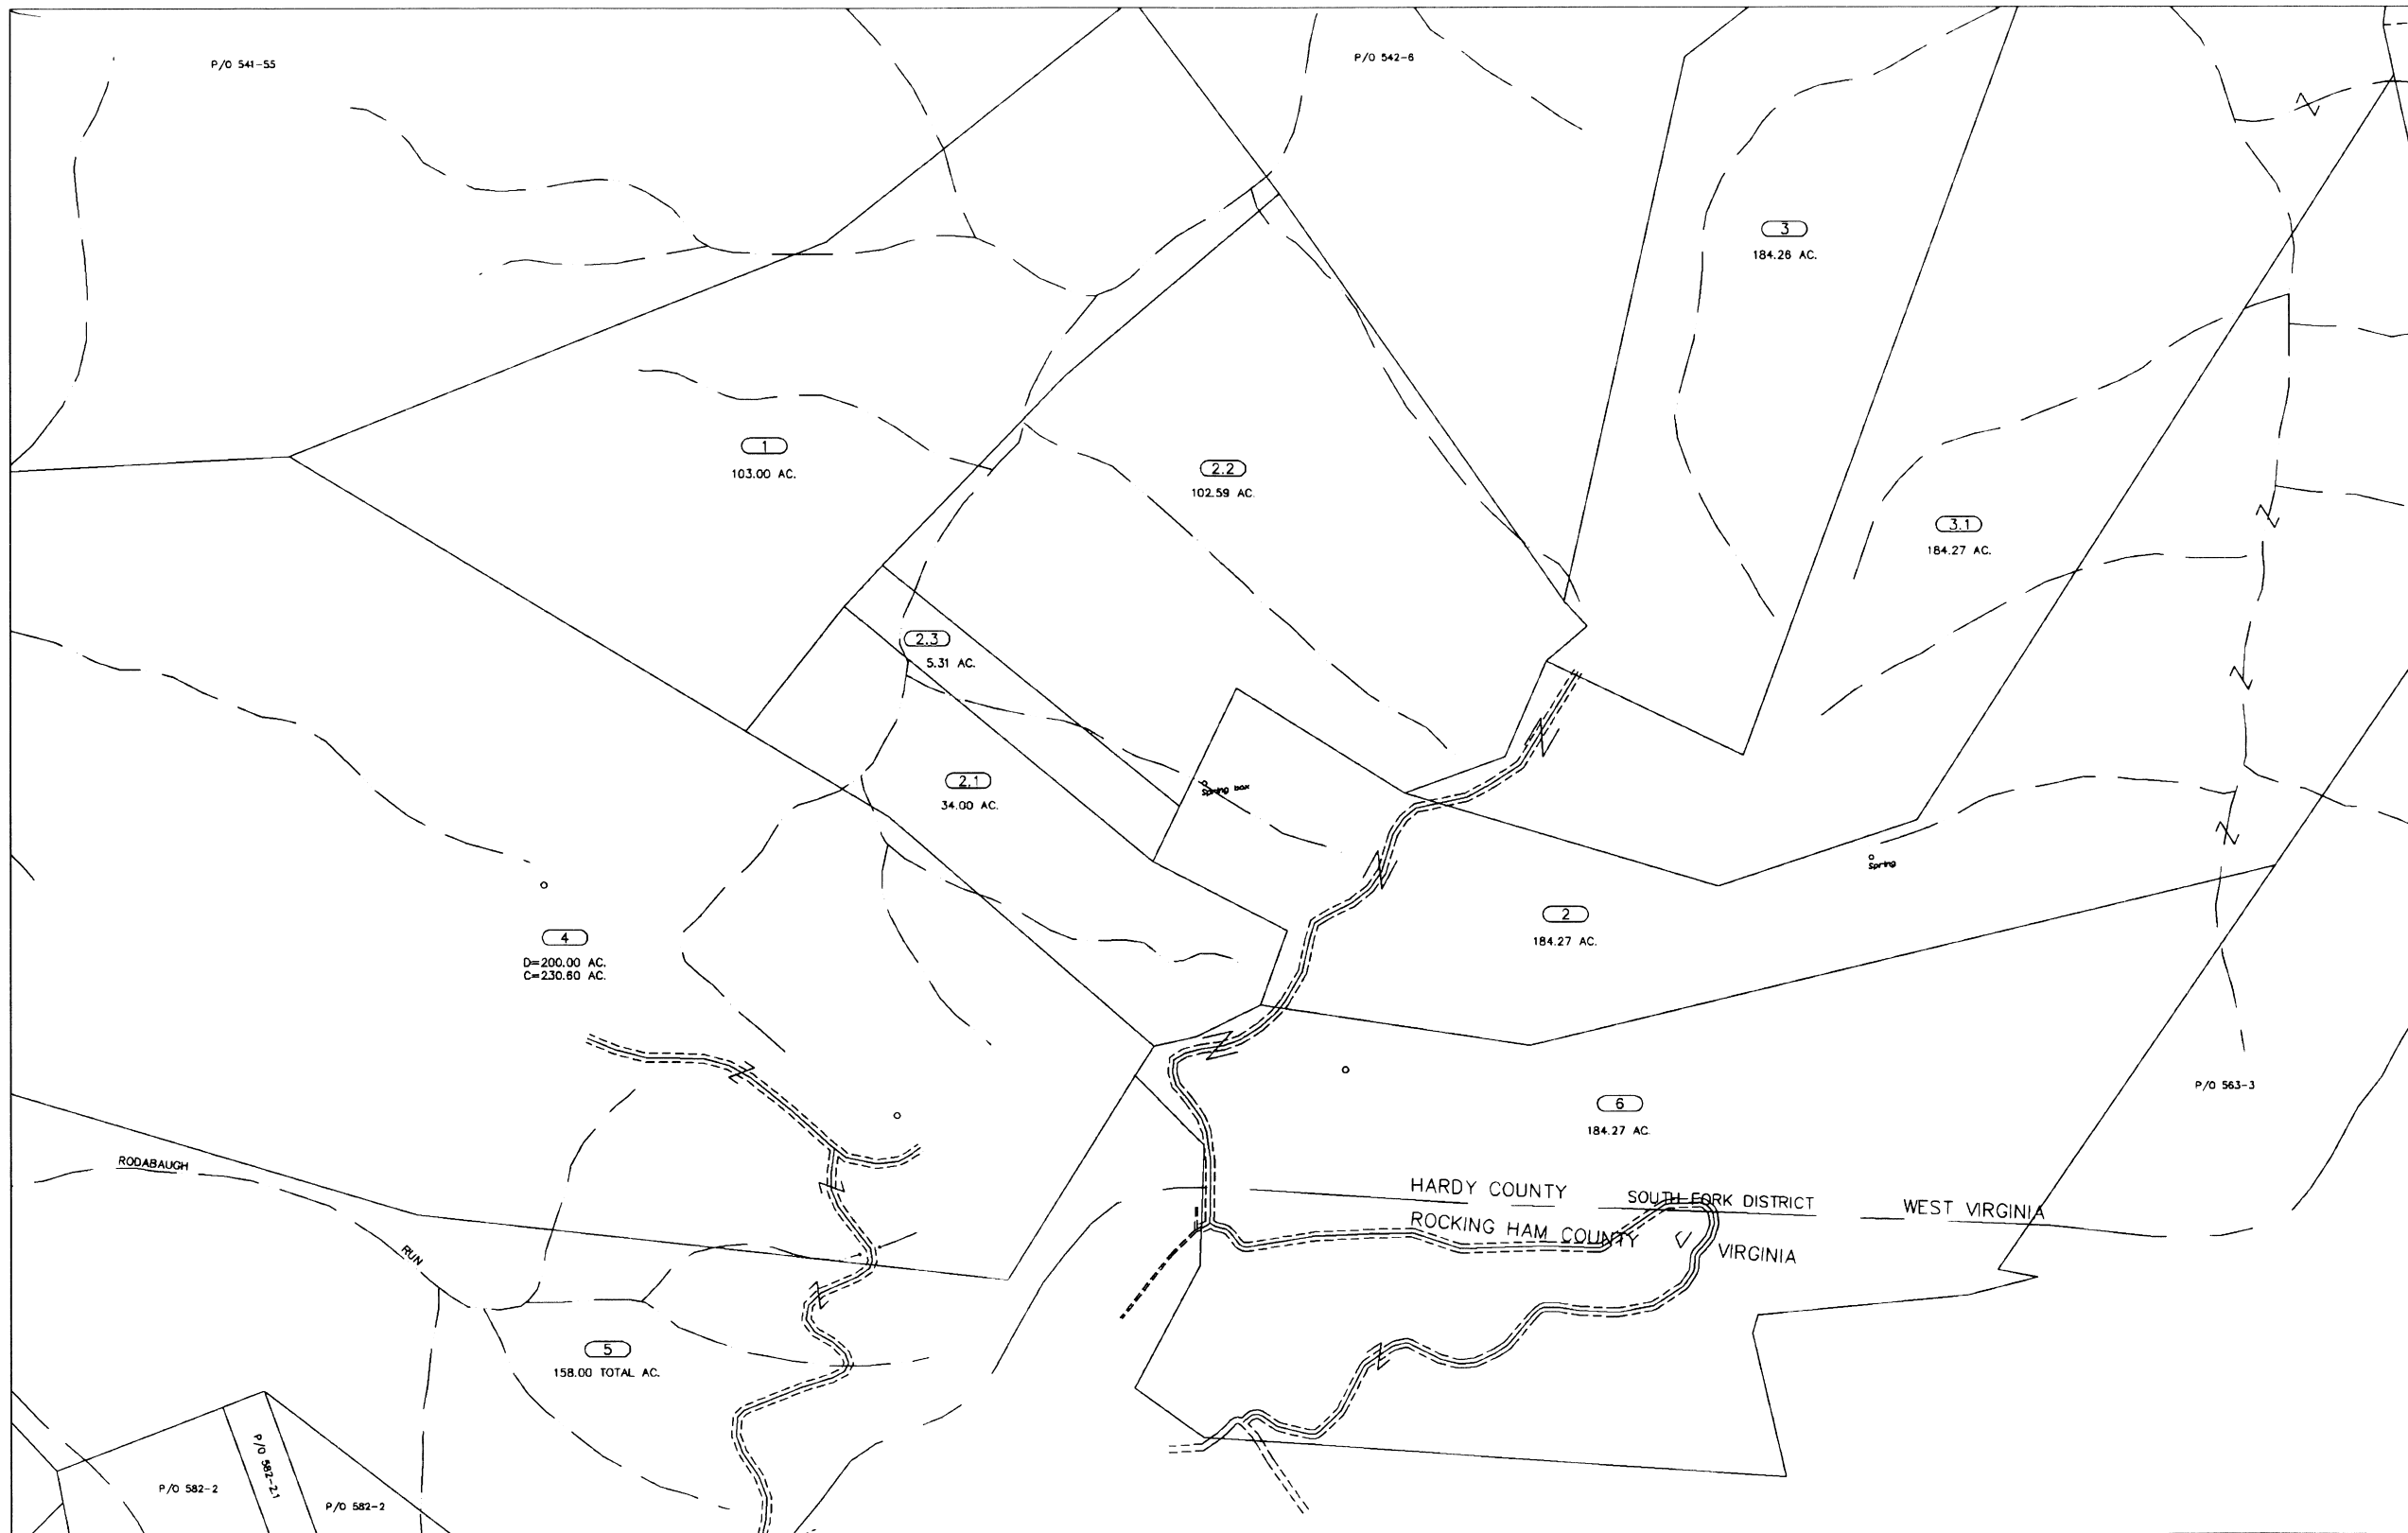 P/O 541-55
P/O 542-6
3
184.26 AC.
1
103.00 AC.
2.2
102.59 AC.
3.1
184.27 AC.
2.3
5.31 AC.
2.1
34.00 AC.
Spring box
Spring
2
184.27 AC.
4
D=200.00 AC.
C=230.60 AC.
P/O 563-3
6
184.27 AC.
RODABAUGH
RUN
HARDY COUNTY
SOUTH FORK DISTRICT
WEST VIRGINIA
ROCKING HAM COUNTY
VIRGINIA
5
158.00 TOTAL AC.
P/O 582-2
P/O 582-2.1
P/O 582-2